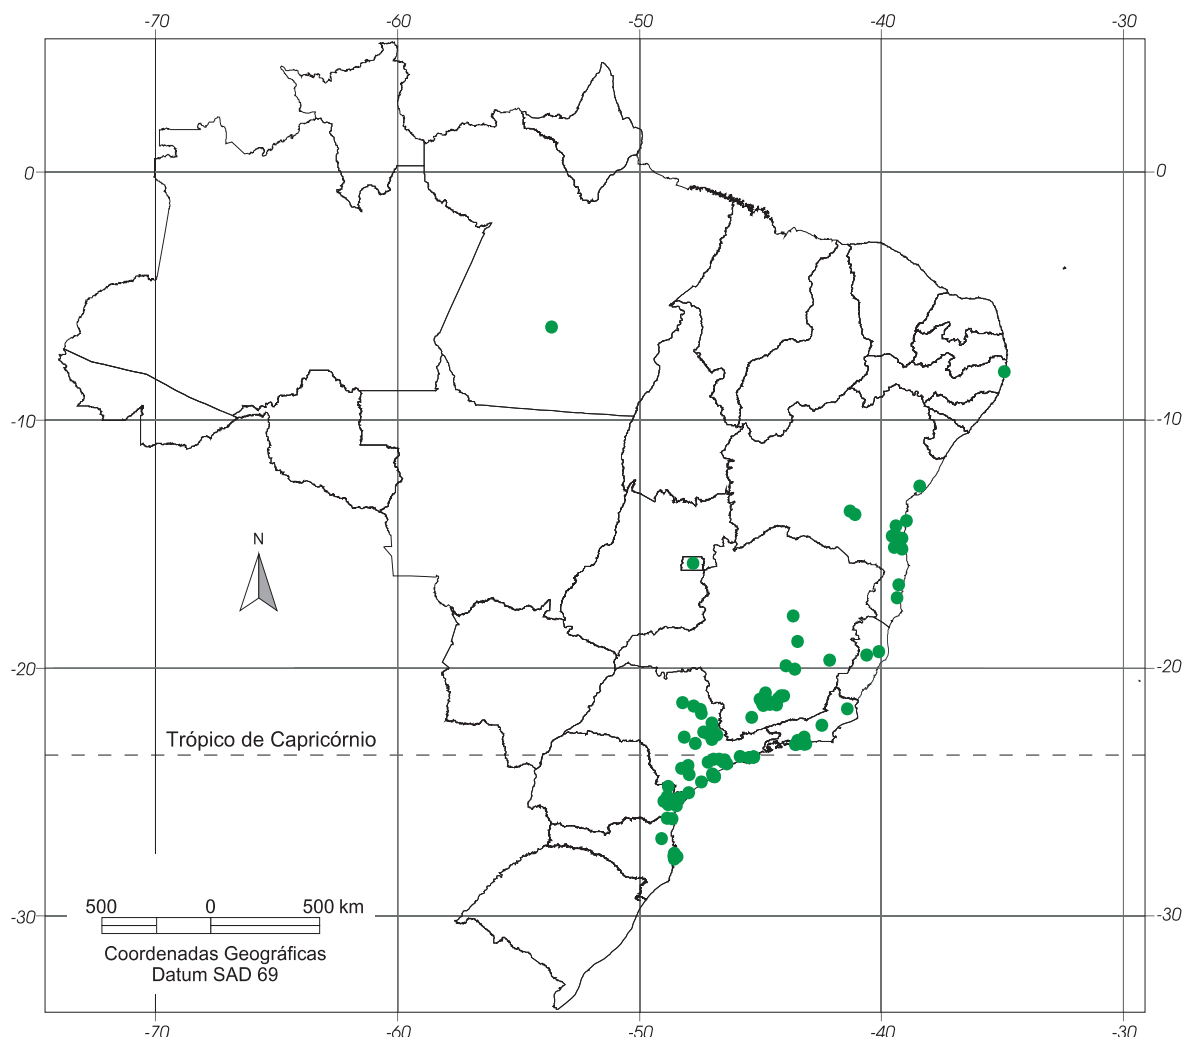 -70 -60 -50 -40 -30
0 0
-10 -10
N
-20 -20
Trópico de Capricórnio
500 0 500 km
-30 -30
Coordenadas Geográficas
Datum SAD 69
-70 -60 -50 -40 -30